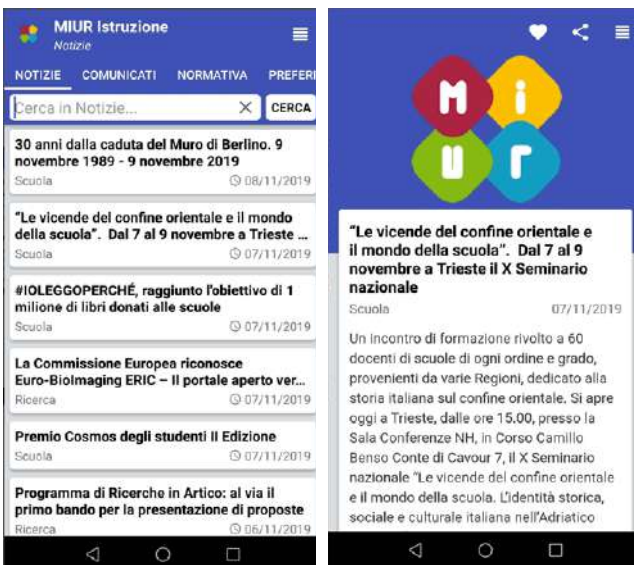 MIUR Istruzione
Notizie
NOTIZIE COMUNICATI NORMATIVA PREFERI
Cerca in Notizie... CERCA
30 anni dalla caduta del Muro di Berlino. 9
novembre 1989 - 9 novembre 2019
Scuola 08/11/2019
“Le vicende del confine orientale e il mondo
della scuola”. Dal 7 al 9 novembre a Trieste ...
Scuola 07/11/2019
#IOLEGGOPERCHÉ, raggiunto l'obiettivo di 1
milione di libri donati alle scuole
Scuola 07/11/2019
La Commissione Europea riconosce
Euro-BioImaging ERIC – Il portale aperto ver...
Ricerca 07/11/2019
Premio Cosmos degli studenti II Edizione
Scuola 07/11/2019
Programma di Ricerche in Artico: al via il
primo bando per la presentazione di proposte
Ricerca 06/11/2019
M i
u r
“Le vicende del confine orientale e
il mondo della scuola”. Dal 7 al 9
novembre a Trieste il X Seminario
nazionale
Scuola 07/11/2019
Un incontro di formazione rivolto a 60
docenti di scuole di ogni ordine e grado,
provenienti da varie Regioni, dedicato alla
storia italiana sul confine orientale. Si apre
oggi a Trieste, dalle ore 15.00, presso la
Sala Conferenze NH, in Corso Camillo
Benso Conte di Cavour 7, il X Seminario
nazionale “Le vicende del confine orientale
e il mondo della scuola. L'identità storica,
sociale e culturale italiana nell'Adriatico